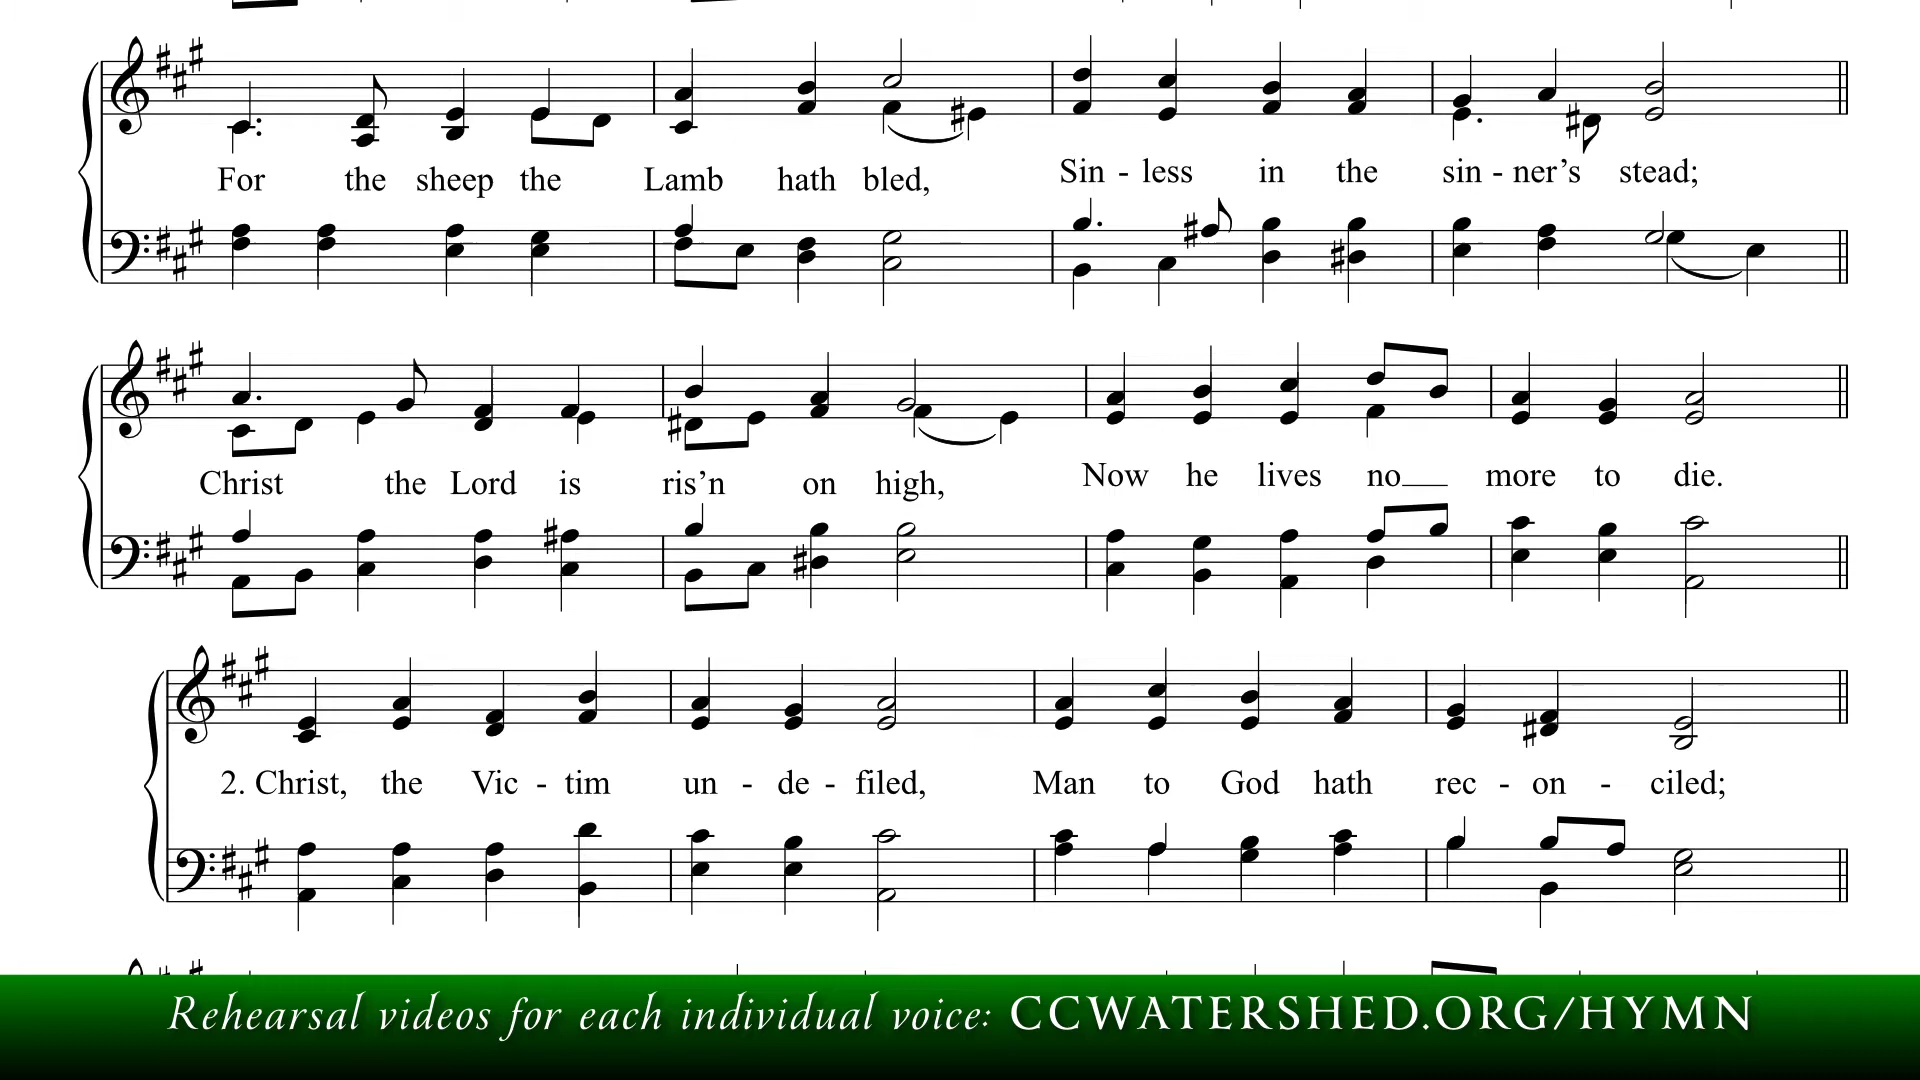 For the sheep the Lamb hath bled, Sin - less in the sin - ner’s stead;
Christ the Lord is ris’n on high, Now he lives no__ more to die.
2. Christ, the Vic - tim un - de - filed, Man to God hath rec - on - ciled;
Rehearsal videos for each individual voice: CCWATERSHED.ORG/HYMN